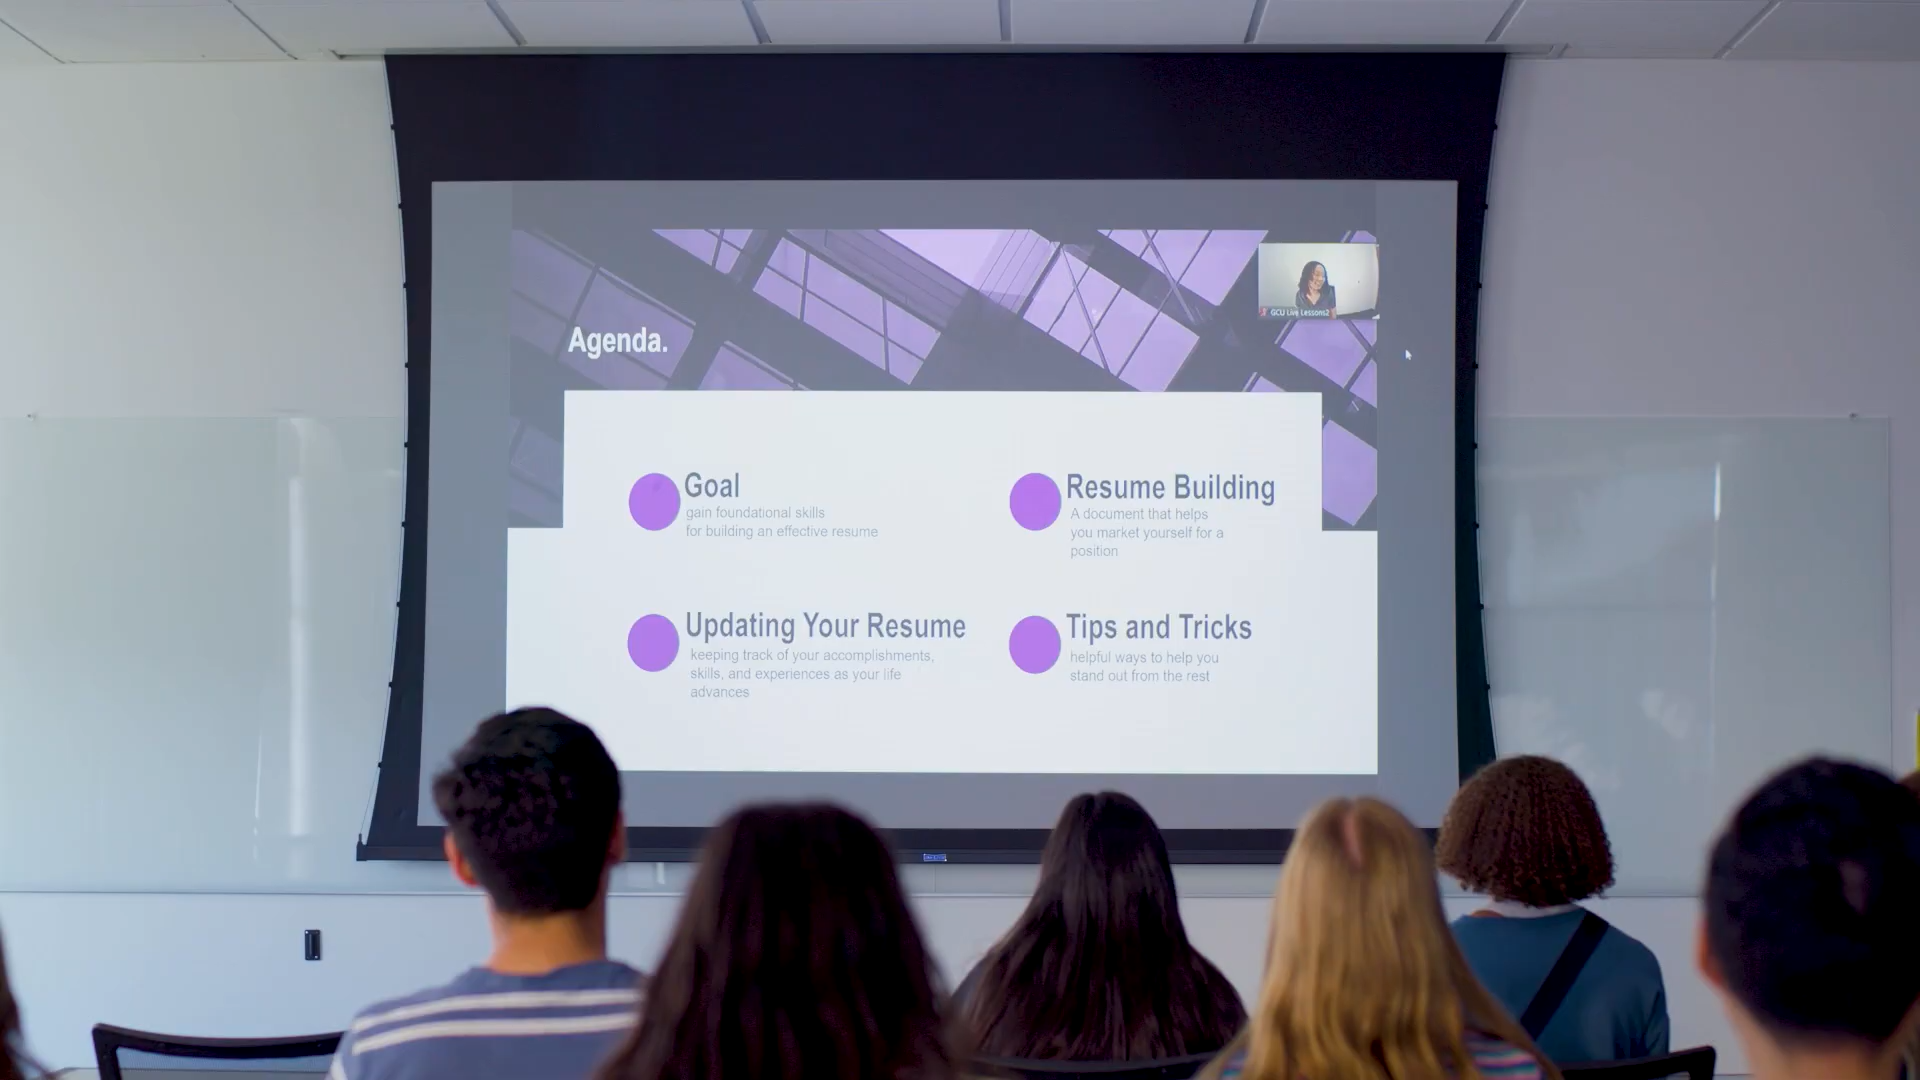 GCU Live Lessons2
Agenda.
Goal
gain foundational skills
for building an effective resume
Resume Building
A document that helps
you market yourself for a
position
Updating Your Resume
keeping track of your accomplishments,
skills, and experiences as your life
advances
Tips and Tricks
helpful ways to help you
stand out from the rest